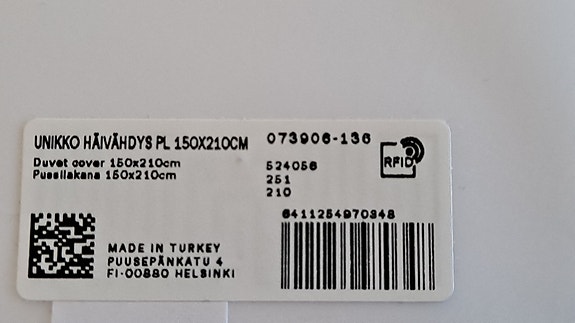 UNIKKO HÄIVÄHDYS PL 150X210CM
Duvet cover 150x210cm
Pussilakana 150x210cm
073906-136
524056
251
210
RFID
6411254970348
MADE IN TURKEY
PUUSEPÄNKATU 4
FI-00880 HELSINKI